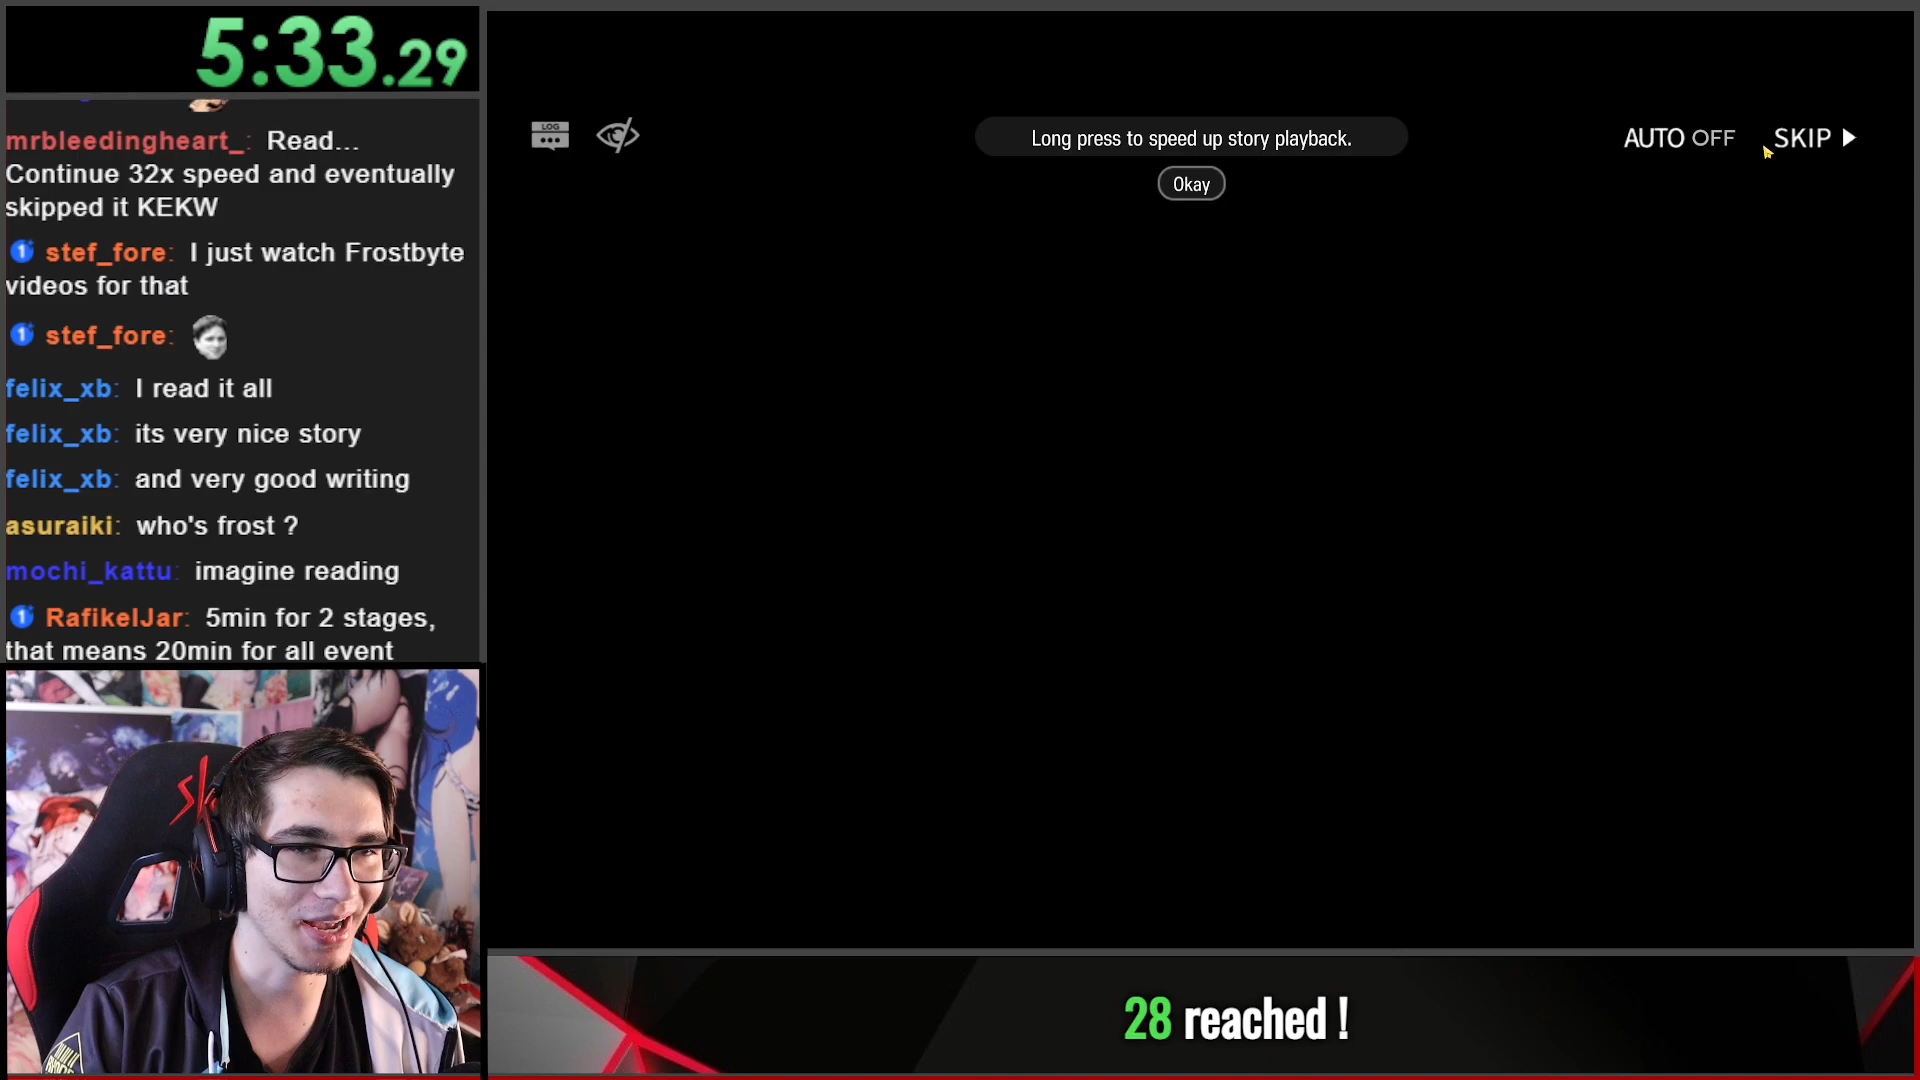 5:33.29
mrbleedingheart_: Read...
Continue 32x speed and eventually
skipped it KEKW
stef_fore: I just watch Frostbyte
videos for that
stef_fore:
felix_xb: I read it all
felix_xb: its very nice story
felix_xb: and very good writing
asuraiki: who's frost ?
mochi_kattu: imagine reading
RafikelJar: 5min for 2 stages,
that means 20min for all event
LOG
Long press to speed up story playback.
Okay
AUTO OFF
SKIP
28 reached !